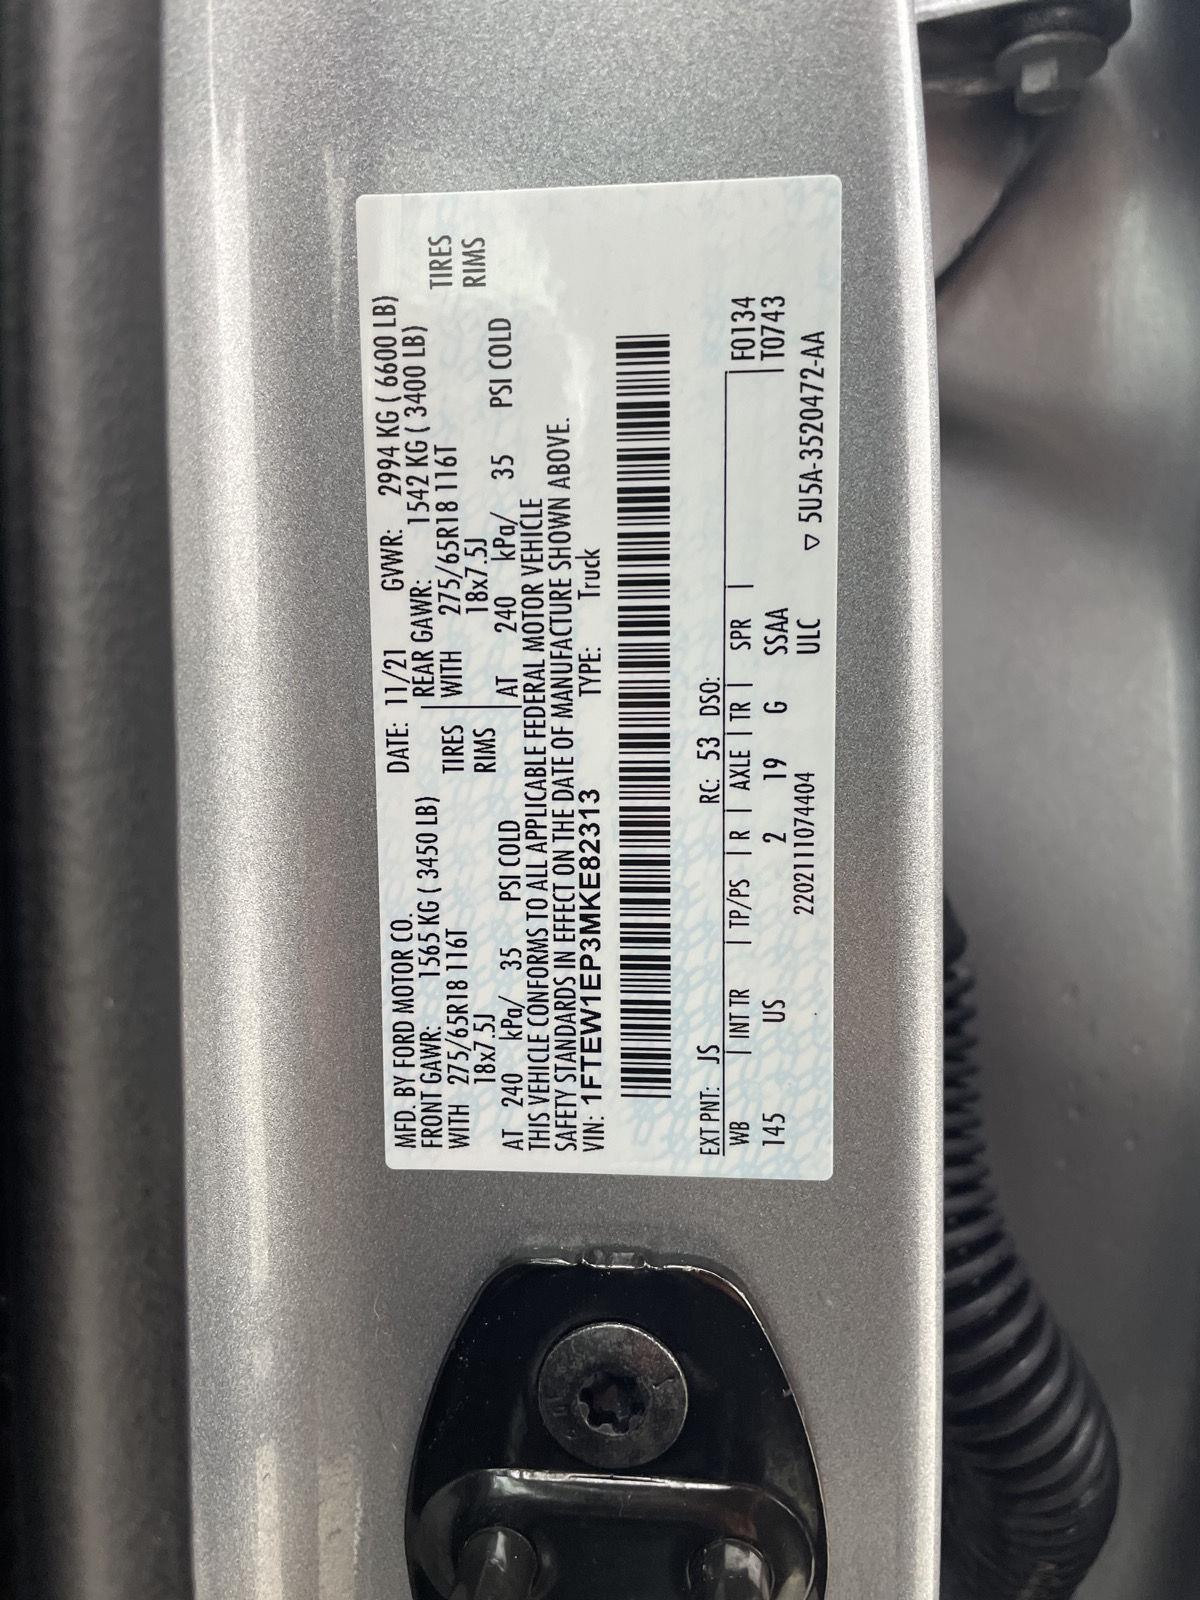 MFD. BY FORD MOTOR CO. DATE: 11/21 GVWR: 2994 KG ( 6600 LB)
FRONT GAWR: 1565 KG ( 3450 LB) REAR GAWR: 1542 KG ( 3400 LB)
WITH 275/65R18 116T TIRES WITH 275/65R18 116T TIRES
18x7.5J RIMS 18x7.5J RIMS
AT 240 kPa/ 35 PSI COLD AT 240 kPa/ 35 PSI COLD
THIS VEHICLE CONFORMS TO ALL APPLICABLE FEDERAL MOTOR VEHICLE
SAFETY STANDARDS IN EFFECT ON THE DATE OF MANUFACTURE SHOWN ABOVE.
VIN: 1FTEW1EP3MKE82313 TYPE: Truck
EXT PNT: JS RC: 53 DSO:
WB | INT TR | TP/PS | R | AXLE | TR | SPR | F0134
145 US 2 19 G SSAA T0743
2202111074404 ULC ▽ 5U5A-3520472-AA